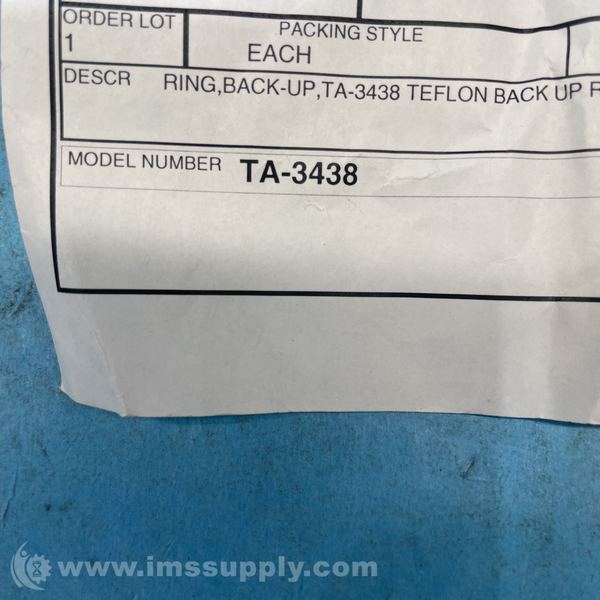 ORDER LOT
1
PACKING STYLE
EACH
DESCR RING,BACK-UP,TA-3438 TEFLON BACK UP
MODEL NUMBER TA-3438
www.imssupply.com